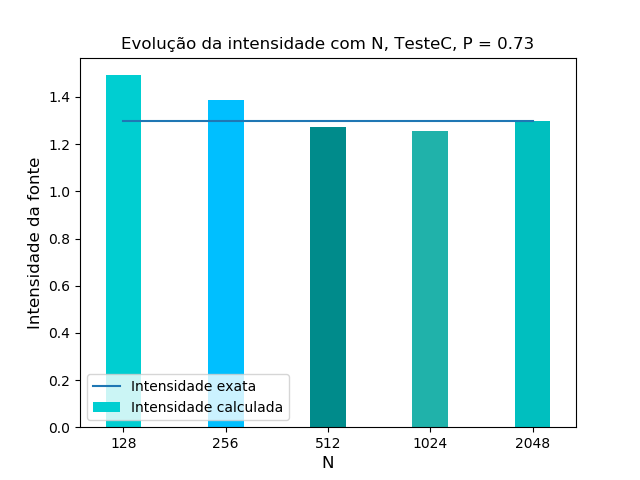 Evolução da intensidade com N, TesteC, P = 0.73
Intensidade da fonte
1.4
1.2
1.0
0.8
0.6
0.4
0.2
0.0
Intensidade exata
Intensidade calculada
128 256 512 1024 2048
N